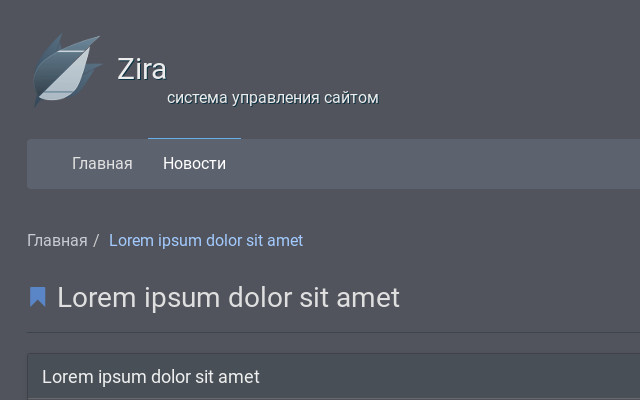 Zira
система управления сайтом
Главная Новости
Главная / Lorem ipsum dolor sit amet
Lorem ipsum dolor sit amet
Lorem ipsum dolor sit amet